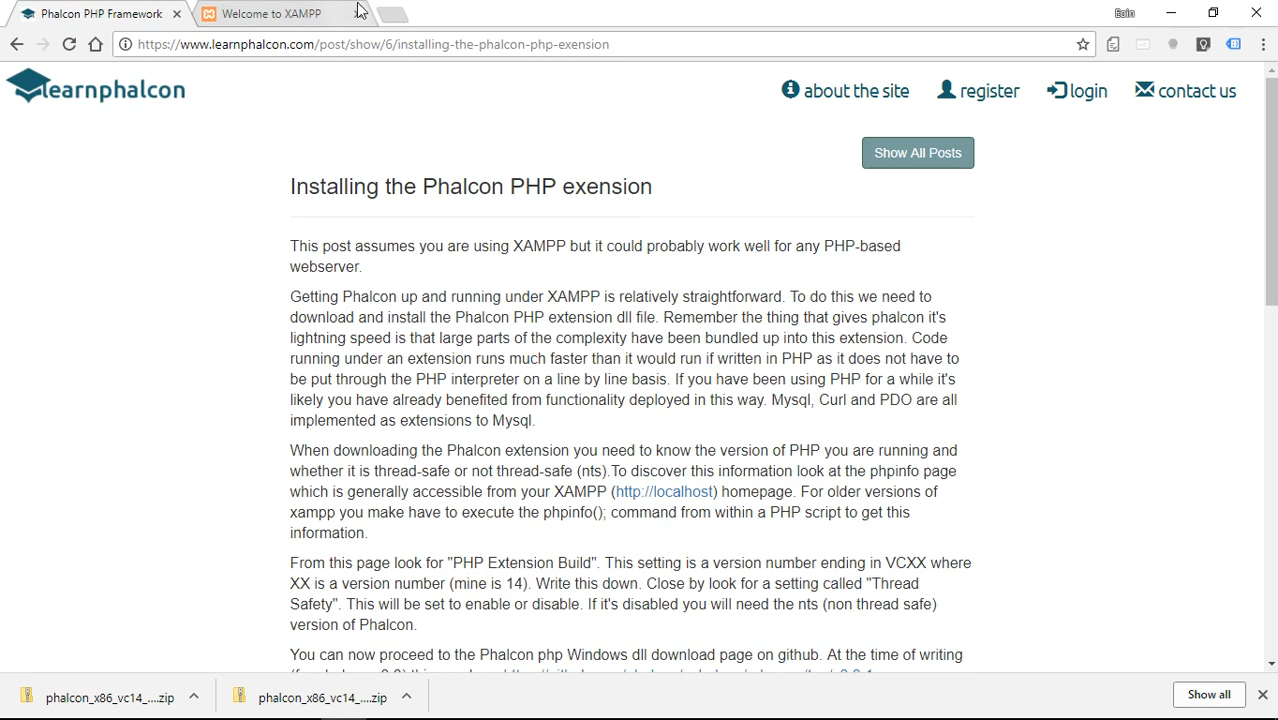 Phalcon PHP Framework
Welcome to XAMPP
Eoin
https://www.learnphalcon.com/post/show/6/installing-the-phalcon-php-exension
learnphalcon
about the site
register
login
contact us
Show All Posts
Installing the Phalcon PHP exension
This post assumes you are using XAMPP but it could probably work well for any PHP-based
webserver.
Getting Phalcon up and running under XAMPP is relatively straightforward. To do this we need to
download and install the Phalcon PHP extension dll file. Remember the thing that gives phalcon it's
lightning speed is that large parts of the complexity have been bundled up into this extension. Code
running under an extension runs much faster than it would run if written in PHP as it does not have to
be put through the PHP interpreter on a line by line basis. If you have been using PHP for a while it's
likely you have already benefited from functionality deployed in this way. Mysql, Curl and PDO are all
implemented as extensions to Mysql.
When downloading the Phalcon extension you need to know the version of PHP you are running and
whether it is thread-safe or not thread-safe (nts).To discover this information look at the phpinfo page
which is generally accessible from your XAMPP (http://localhost) homepage. For older versions of
xampp you make have to execute the phpinfo(); command from within a PHP script to get this
information.
From this page look for "PHP Extension Build". This setting is a version number ending in VCXX where
XX is a version number (mine is 14). Write this down. Close by look for a setting called "Thread
Safety". This will be set to enable or disable. If it's disabled you will need the nts (non thread safe)
version of Phalcon.
You can now proceed to the Phalcon php Windows dll download page on github. At the time of writing
phalcon_x86_vc14_....zip
phalcon_x86_vc14_....zip
Show all